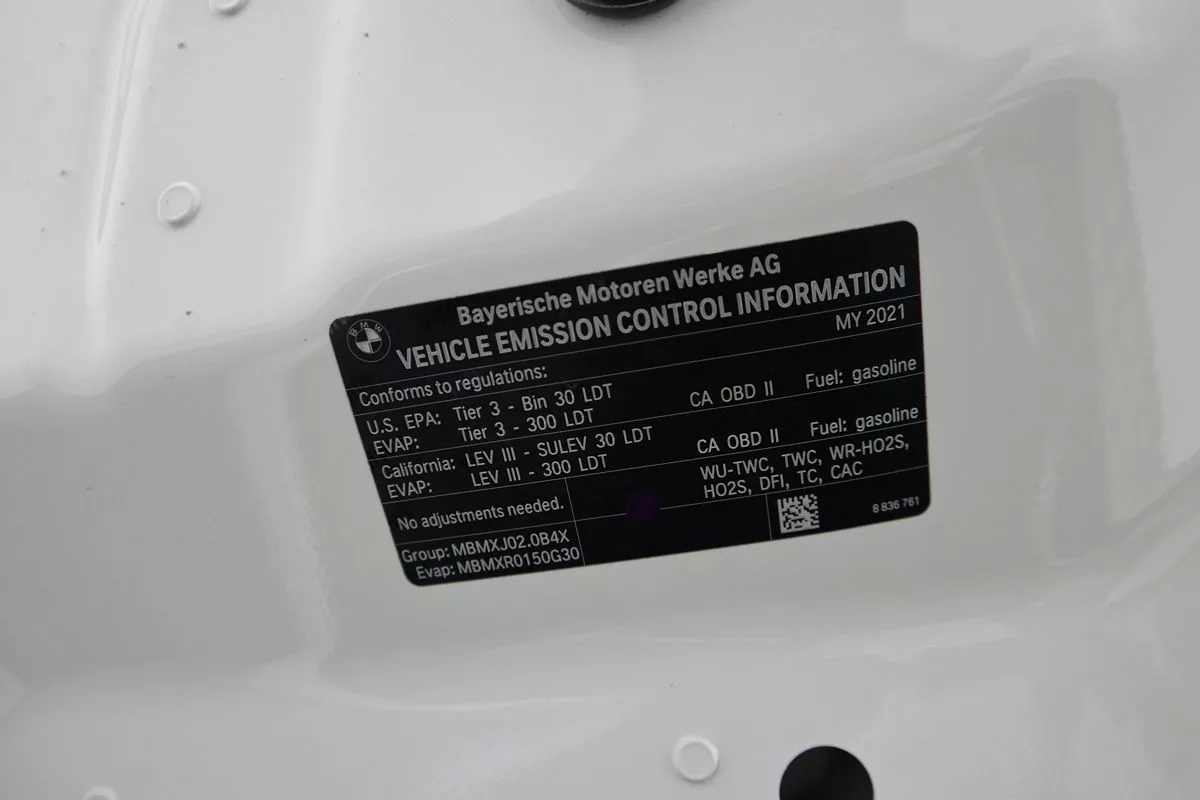 BMW
Bayerische Motoren Werke AG
VEHICLE EMISSION CONTROL INFORMATION
Conforms to regulations: MY 2021
U.S. EPA: Tier 3 - Bin 30 LDT CA OBD II Fuel: gasoline
EVAP: Tier 3 - 300 LDT
California: LEV III - SULEV 30 LDT CA OBD II Fuel: gasoline
EVAP: LEV III - 300 LDT
No adjustments needed. WU-TWC, TWC, WR-HO2S,
HO2S, DFI, TC, CAC
Group: MBMXJ02.0B4X
Evap: MBMXR0150G30
8 836 761